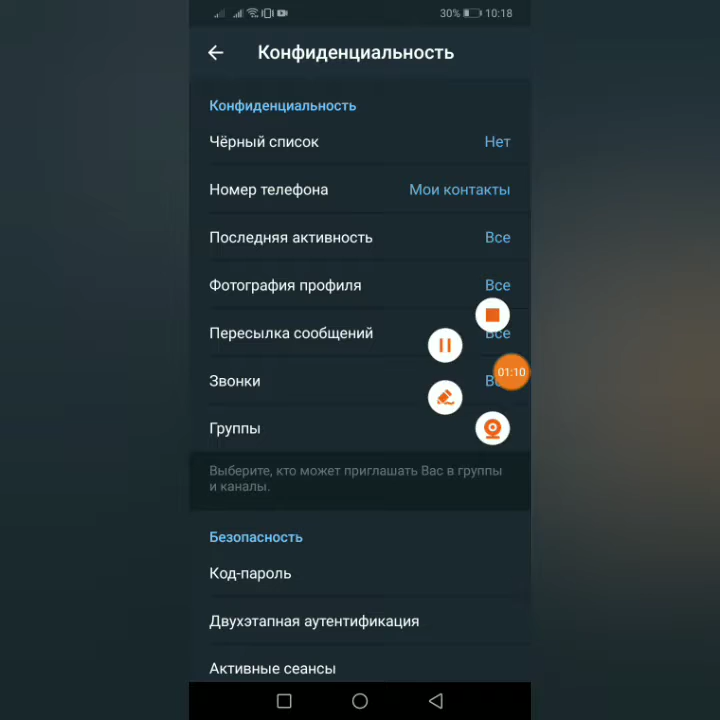 30% 10:18
Конфиденциальность
Конфиденциальность
Чёрный список Нет
Номер телефона Мои контакты
Последняя активность Все
Фотография профиля Все
Пересылка сообщений Все
01:10
Звонки
Группы
Выберите, кто может приглашать Вас в группы
и каналы.
Безопасность
Код-пароль
Двухэтапная аутентификация
Активные сеансы